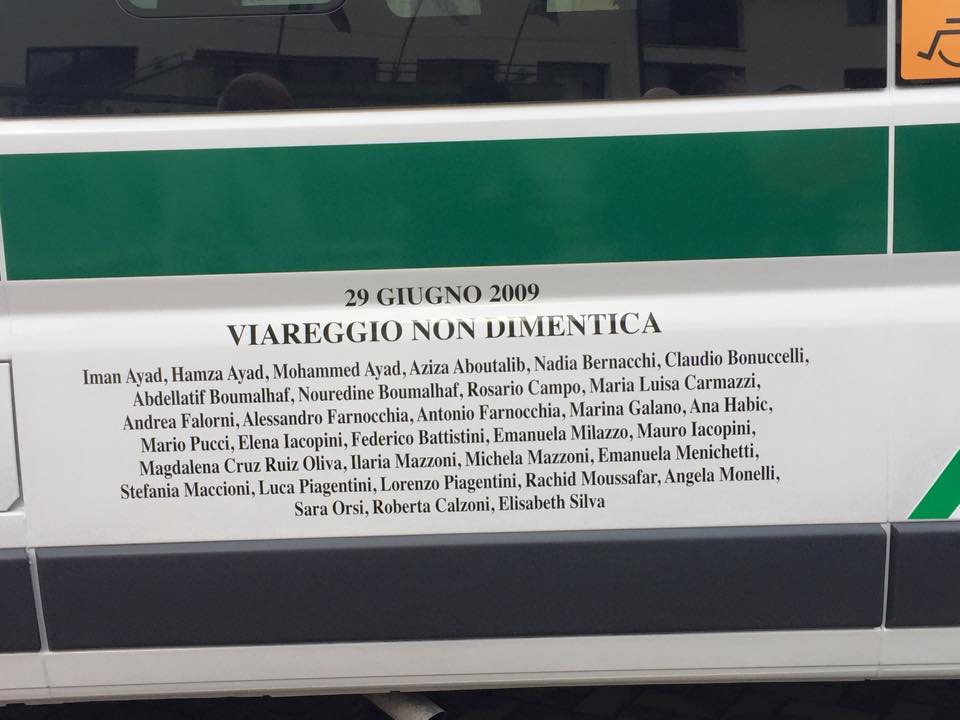 29 GIUGNO 2009
VIAREGGIO NON DIMENTICA
Iman Ayad, Hamza Ayad, Mohammed Ayad, Aziza Aboutalib, Nadia Bernacchi, Claudio Bonuccelli,
Abdellatif Boumalhaf, Nouredine Boumalhaf, Rosario Campo, Maria Luisa Carmazzi,
Andrea Falorni, Alessandro Farnocchia, Antonio Farnocchia, Marina Galano, Ana Habic,
Mario Pucci, Elena Iacopini, Federico Battistini, Emanuela Milazzo, Mauro Iacopini,
Magdalena Cruz Ruiz Oliva, Ilaria Mazzoni, Michela Mazzoni, Emanuela Menichetti,
Stefania Maccioni, Luca Piagentini, Lorenzo Piagentini, Rachid Moussafar, Angela Monelli,
Sara Orsi, Roberta Calzoni, Elisabeth Silva